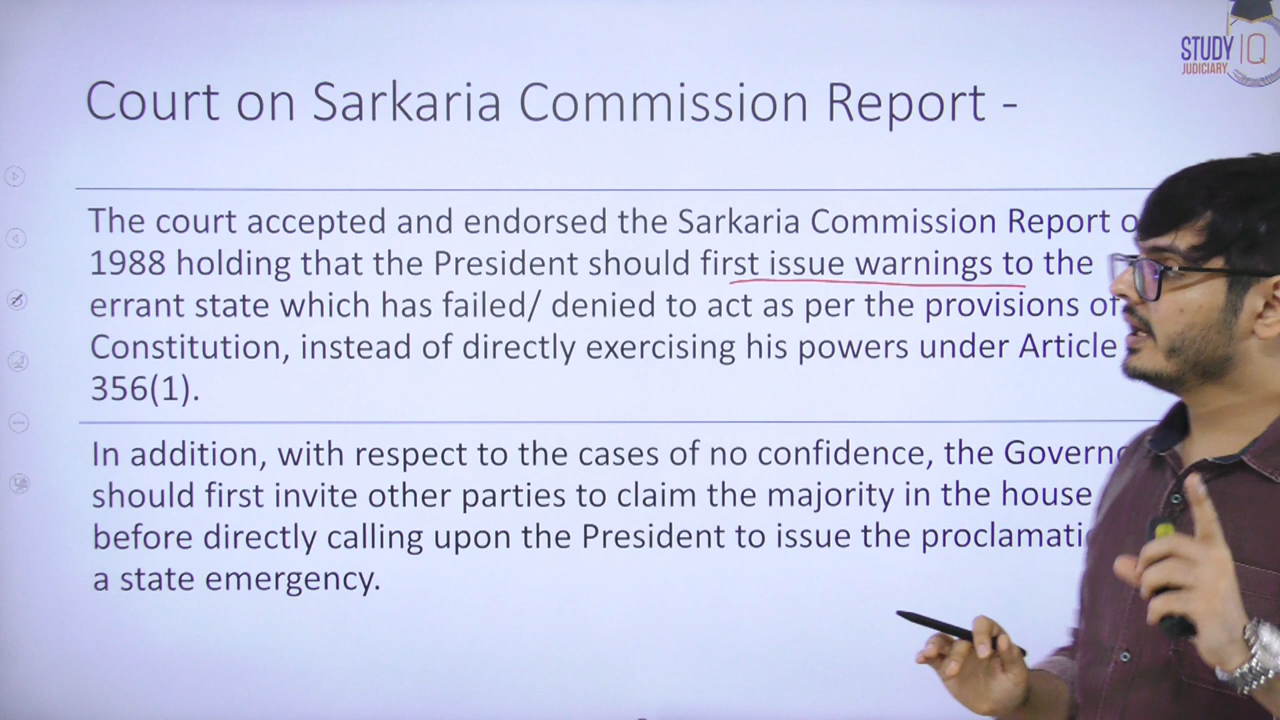 STUDY IQ
JUDICIARY
Court on Sarkaria Commission Report -
The court accepted and endorsed the Sarkaria Commission Report
1988 holding that the President should first issue warnings to the
errant state which has failed/ denied to act as per the provisions of
Constitution, instead of directly exercising his powers under Article
356(1).
In addition, with respect to the cases of no confidence, the
should first invite other parties to claim the majority in the house
before directly calling upon the President to issue the
a state emergency.